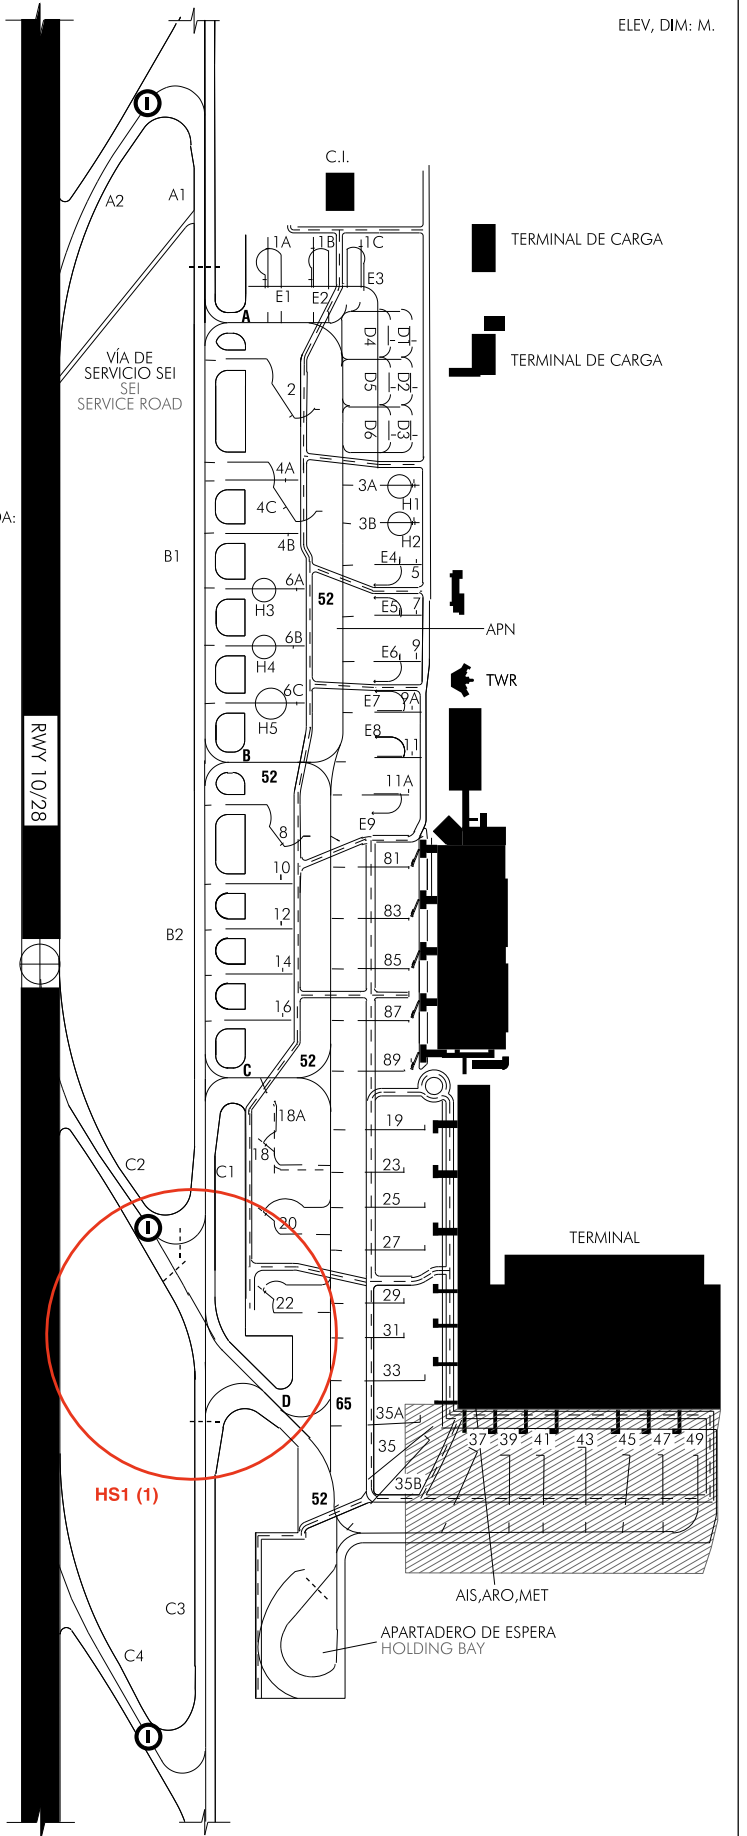 ELEV, DIM: M.
C.I.
A2
A1
TERMINAL DE CARGA
1A
1B
1C
E1
E2
E3
A
D4
D1
TERMINAL DE CARGA
VÍA DE
SERVICIO SEI
SEI
SERVICE ROAD
D5
D2
2
D6
D3
4A
3A
H1
4C
DA:
3B
H2
4B
B1
E4
5
6A
52
H3
E5
7
APN
6B
H4
E6
9
TWR
6C
H5
E7
9A
RWY 10/28
E8
11
B
52
11A
8
E9
10
81
12
83
B2
14
85
16
87
C
52
89
18A
19
18
C2
C1
23
25
20
27
TERMINAL
22
29
31
33
D
65
35A
35
37
39
41
43
45
47
49
35B
HS1 (1)
52
AIS,ARO,MET
C3
APARTADERO DE ESPERA
HOLDING BAY
C4